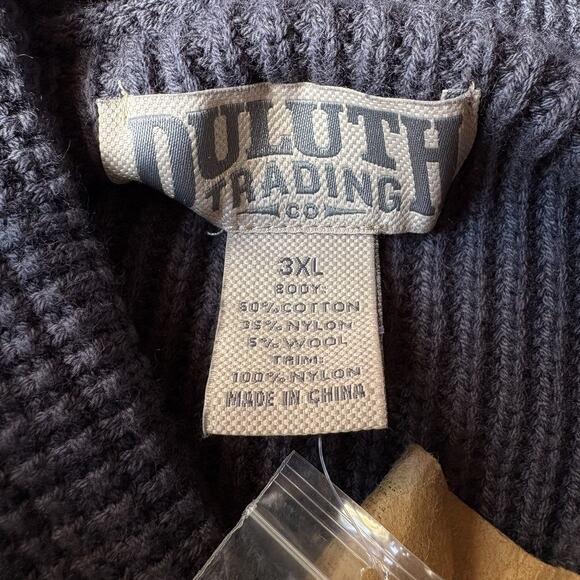 DULUTH
TRADING
CO
3XL
BODY:
60% COTTON
35% NYLON
5% WOOL
TRIM:
100% NYLON
MADE IN CHINA